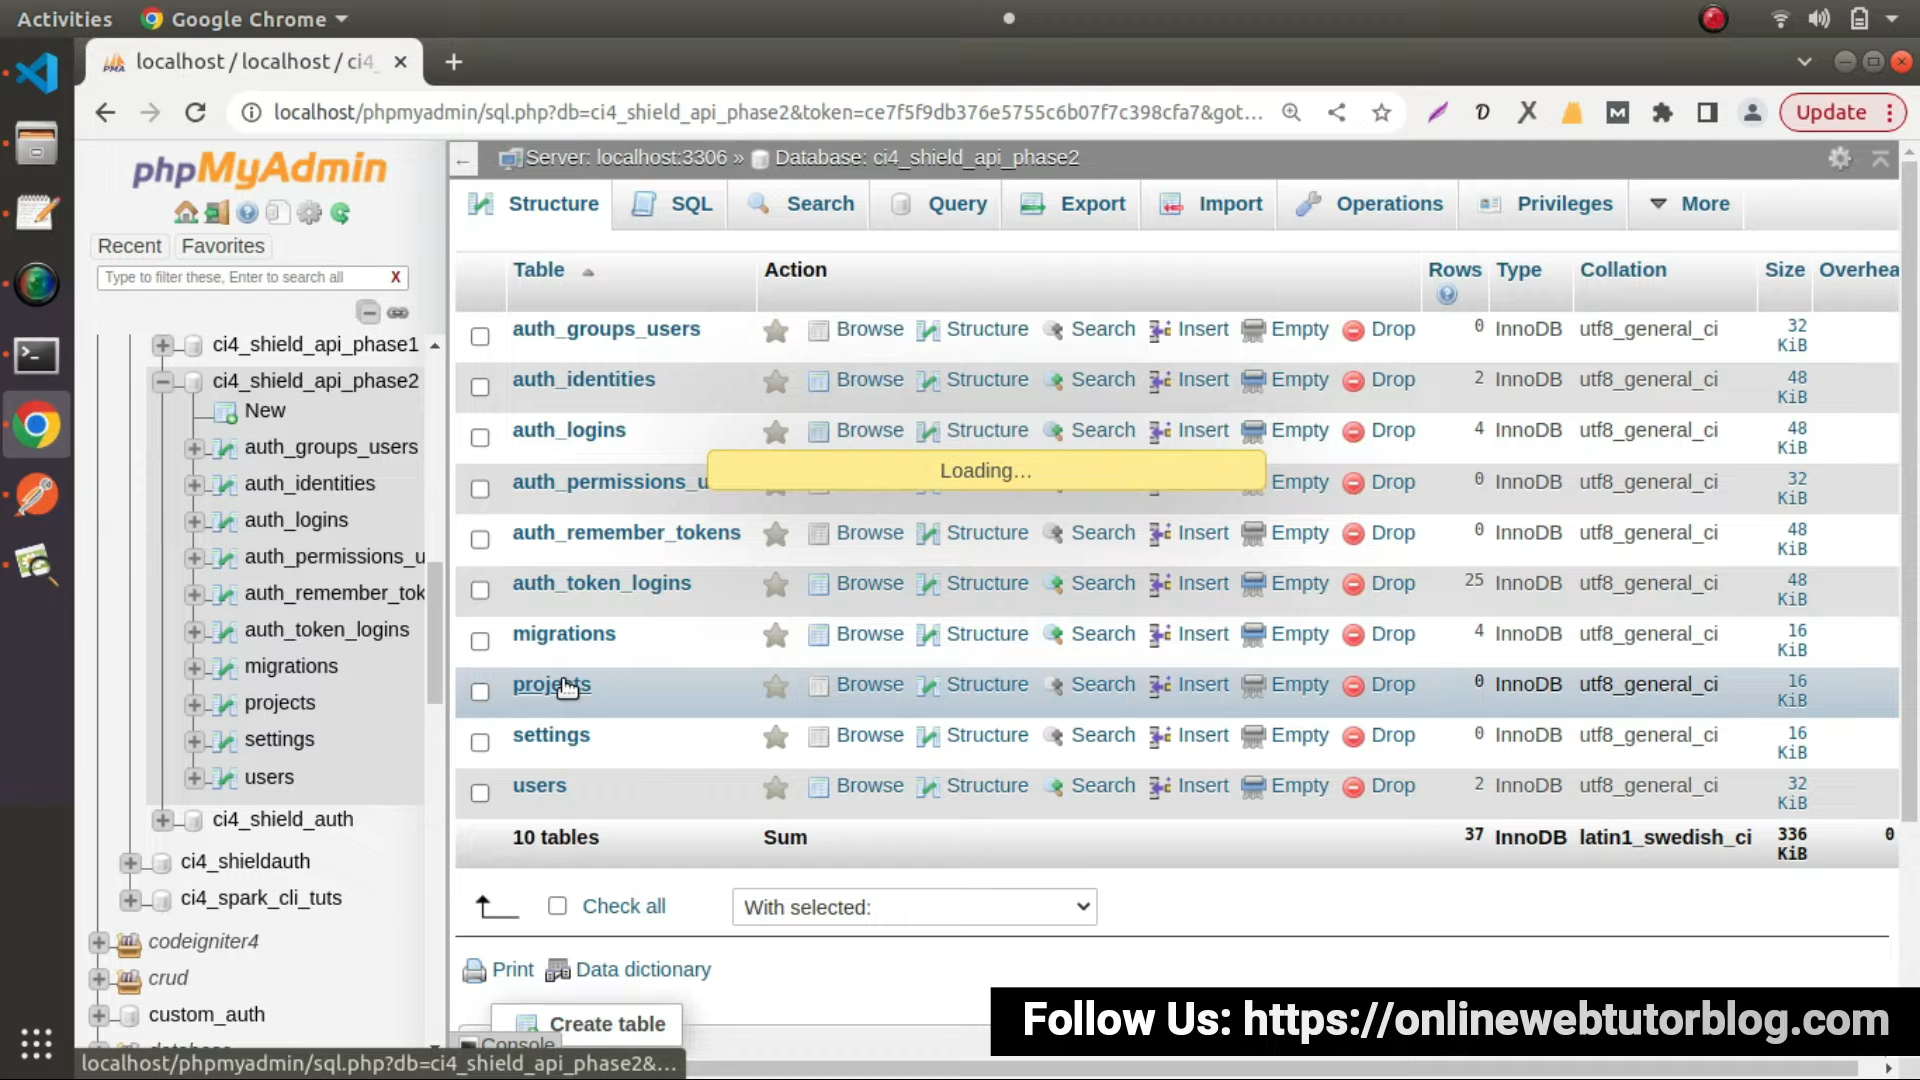 Activities Google Chrome
localhost / localhost / ci4_
localhost/phpmyadmin/sql.php?db=ci4_shield_api_phase2&token=ce7f5f9db376e5755c6b07f7c398cfa7&got...
Update
phpMyAdmin
Recent Favorites
Type to filter these, Enter to search all X
ci4_shield_api_phase1
ci4_shield_api_phase2
New
auth_groups_users
auth_identities
auth_logins
auth_permissions_u
auth_remember_tok
auth_token_logins
migrations
projects
settings
users
ci4_shield_auth
ci4_shieldauth
ci4_spark_cli_tuts
codeigniter4
crud
custom_auth
Server: localhost:3306 » Database: ci4_shield_api_phase2
Structure SQL Search Query Export Import Operations Privileges More
Table Action Rows Type Collation Size Overhea
auth_groups_users Browse Structure Search Insert Empty Drop 0 InnoDB utf8_general_ci 32 KiB
auth_identities Browse Structure Search Insert Empty Drop 2 InnoDB utf8_general_ci 48 KiB
auth_logins Browse Structure Search Insert Empty Drop 4 InnoDB utf8_general_ci 48 KiB
Loading...
auth_permissions_u Empty Drop 0 InnoDB utf8_general_ci 32 KiB
auth_remember_tokens Browse Structure Search Insert Empty Drop 0 InnoDB utf8_general_ci 48 KiB
auth_token_logins Browse Structure Search Insert Empty Drop 25 InnoDB utf8_general_ci 48 KiB
migrations Browse Structure Search Insert Empty Drop 4 InnoDB utf8_general_ci 16 KiB
projects Browse Structure Search Insert Empty Drop 0 InnoDB utf8_general_ci 16 KiB
settings Browse Structure Search Insert Empty Drop 0 InnoDB utf8_general_ci 16 KiB
users Browse Structure Search Insert Empty Drop 2 InnoDB utf8_general_ci 32 KiB
10 tables Sum 37 InnoDB latin1_swedish_ci 336 KiB 0
Check all With selected:
Print Data dictionary
Create table
Console
localhost/phpmyadmin/sql.php?db=ci4_shield_api_phase2&...
Follow Us: https://onlinewebtutorblog.com